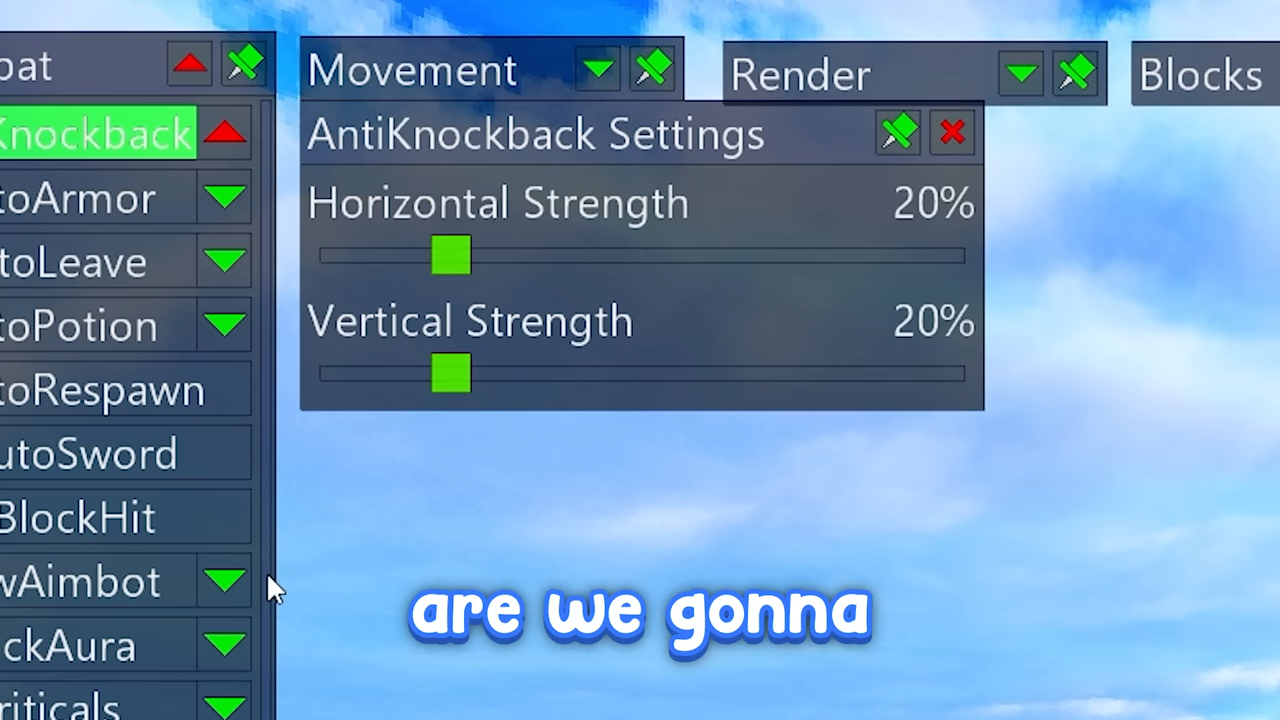 bat
Knockback
toArmor
toLeave
toPotion
toRespawn
utoSword
BlockHit
wAimbot
ckAura
riticals
Movement
AntiKnockback Settings
Horizontal Strength 20%
Vertical Strength 20%
Render
Blocks
are we gonna